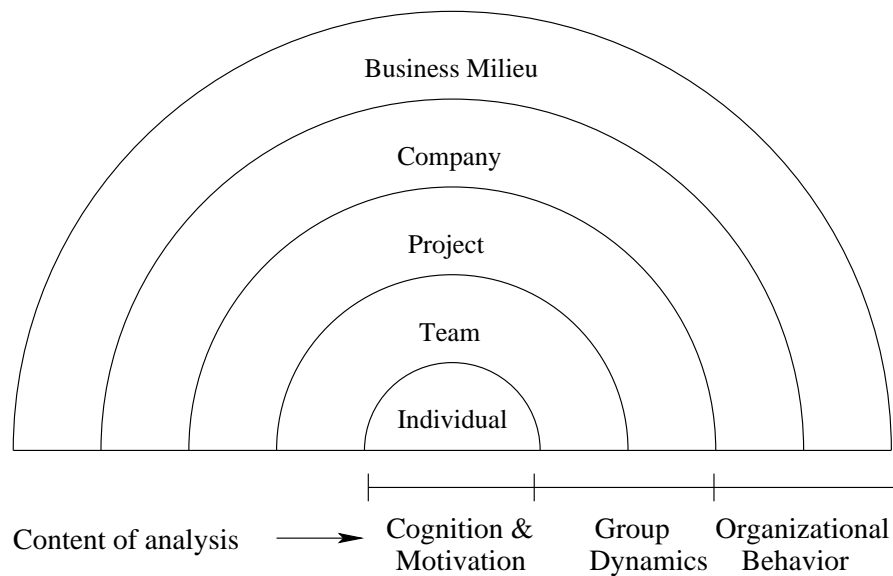 Business Milieu
Company
Project
Team
Individual
Content of analysis
Cognition &
Motivation
Group
Dynamics
Organizational
Behavior